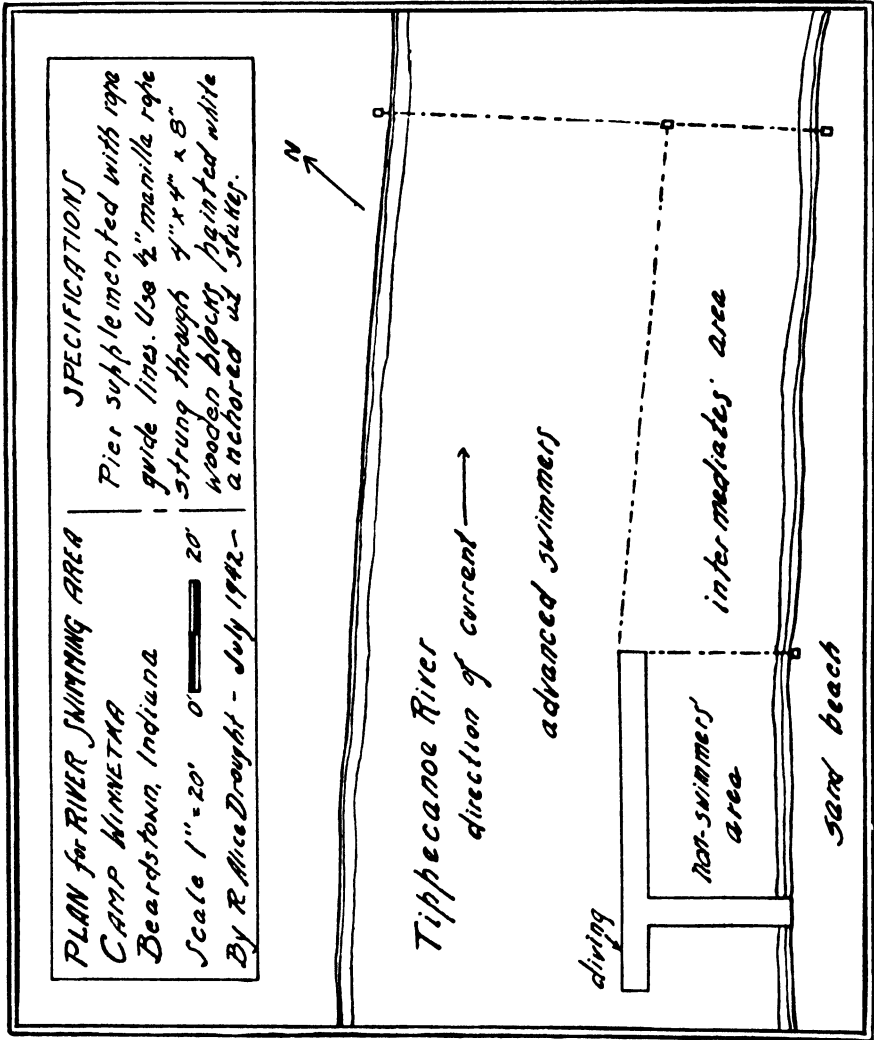 PLAN for RIVER SWIMMING AREA
CAMP WINNETKA
Beardstown, Indiana
Scale 1" = 20' 0' 20'
By R Alice Drought - July 1942 -
SPECIFICATIONS
Pier supplemented with rope
guide lines. Use ½" manilla rope
strung through 4" x 4" x 8"
wooden blocks painted white
anchored at stakes.
N
Tippecanoe River
direction of current
advanced swimmers
diving
non-swimmers'
area
intermediates' area
sand beach